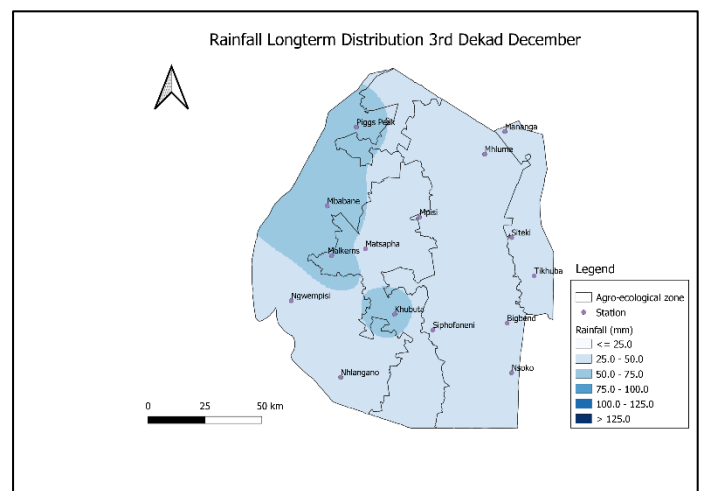 Rainfall Longterm Distribution 3rd Dekad December
Piggs Peak
Mananga
Mhlume
Mbabane
Mpisi
Siteki
Malkerns
Matsapha
Tikhuba
Ngwempisi
Khubuta
Siphofaneni
Bigbend
Nhlangano
Nsoko
Legend
Agro-ecological zone
Station
Rainfall (mm)
<= 25.0
25.0 - 50.0
50.0 - 75.0
75.0 - 100.0
100.0 - 125.0
> 125.0
0 25 50 km